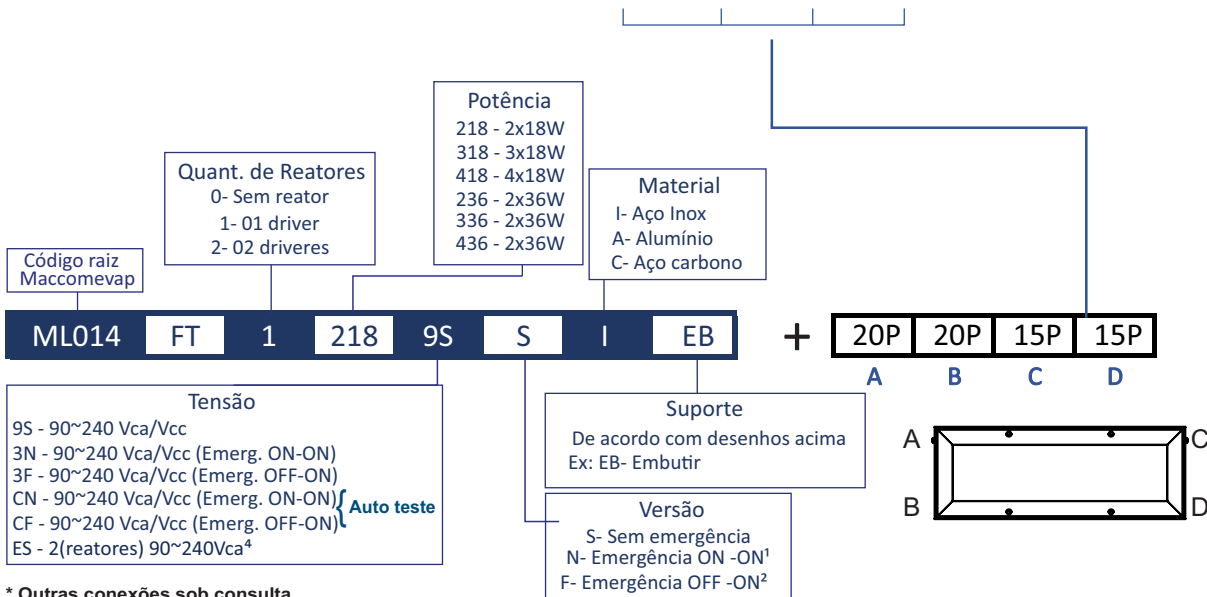 Potência
218 - 2x18W
318 - 3x18W
418 - 4x18W
236 - 2x36W
336 - 2x36W
436 - 2x36W
Quant. de Reatores
0- Sem reator
1- 01 driver
2- 02 driveres
Material
I- Aço Inox
A- Alumínio
C- Aço carbono
Código raiz
Maccomevap
ML014 FT 1 218 9S S I EB + 20P 20P 15P 15P
A B C D
Tensão
9S - 90~240 Vca/Vcc
3N - 90~240 Vca/Vcc (Emerg. ON-ON)
3F - 90~240 Vca/Vcc (Emerg. OFF-ON)
CN - 90~240 Vca/Vcc (Emerg. ON-ON)
CF - 90~240 Vca/Vcc (Emerg. OFF-ON)
Auto teste
ES - 2(reatores) 90~240Vca⁴
Suporte
De acordo com desenhos acima
Ex: EB- Embutir
Versão
S- Sem emergência
N- Emergência ON -ON¹
F- Emergência OFF -ON²
A C
B D
* Outras conexões sob consulta